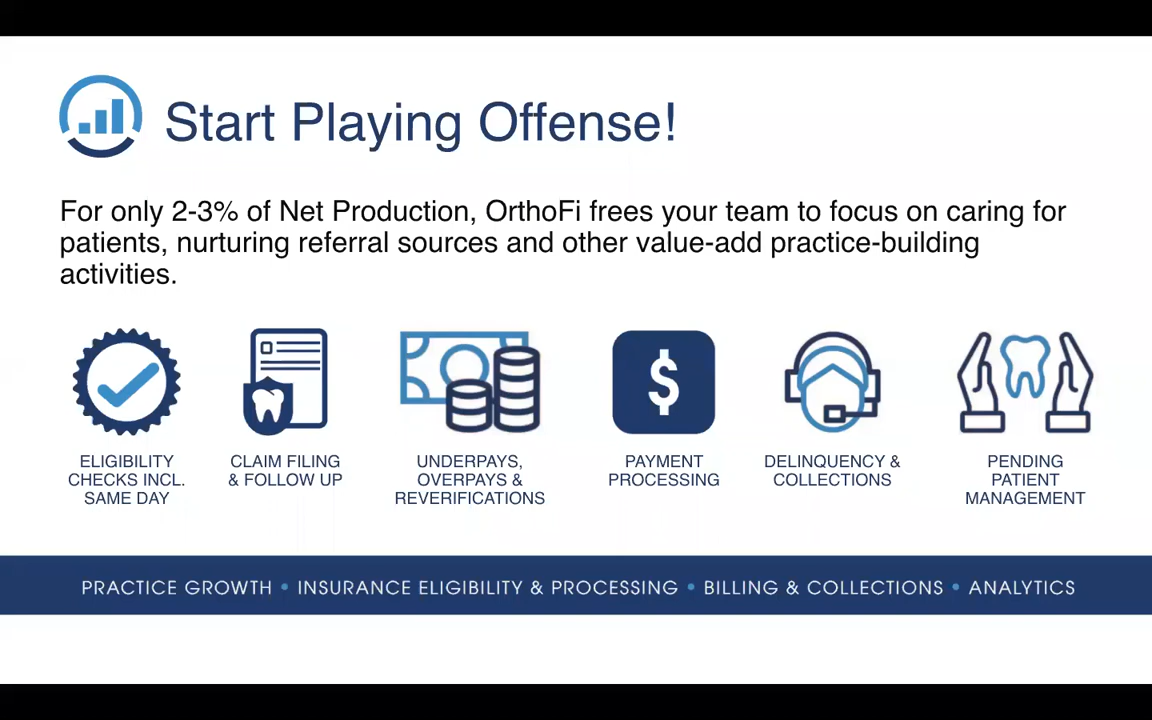 Start Playing Offense!
For only 2-3% of Net Production, OrthoFi frees your team to focus on caring for
patients, nurturing referral sources and other value-add practice-building
activities.
$
ELIGIBILITY
CHECKS INCL.
SAME DAY
CLAIM FILING
& FOLLOW UP
UNDERPAYS,
OVERPAYS &
REVERIFICATIONS
PAYMENT
PROCESSING
DELINQUENCY &
COLLECTIONS
PENDING
PATIENT
MANAGEMENT
PRACTICE GROWTH • INSURANCE ELIGIBILITY & PROCESSING • BILLING & COLLECTIONS • ANALYTICS